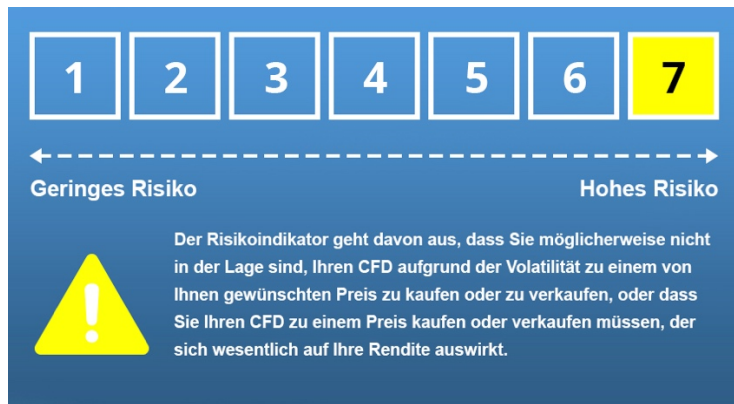 1 2 3 4 5 6 7
Geringes Risiko Hohes Risiko
Der Risikoindikator geht davon aus, dass Sie möglicherweise nicht
in der Lage sind, Ihren CFD aufgrund der Volatilität zu einem von
Ihnen gewünschten Preis zu kaufen oder zu verkaufen, oder dass
Sie Ihren CFD zu einem Preis kaufen oder verkaufen müssen, der
sich wesentlich auf Ihre Rendite auswirkt.